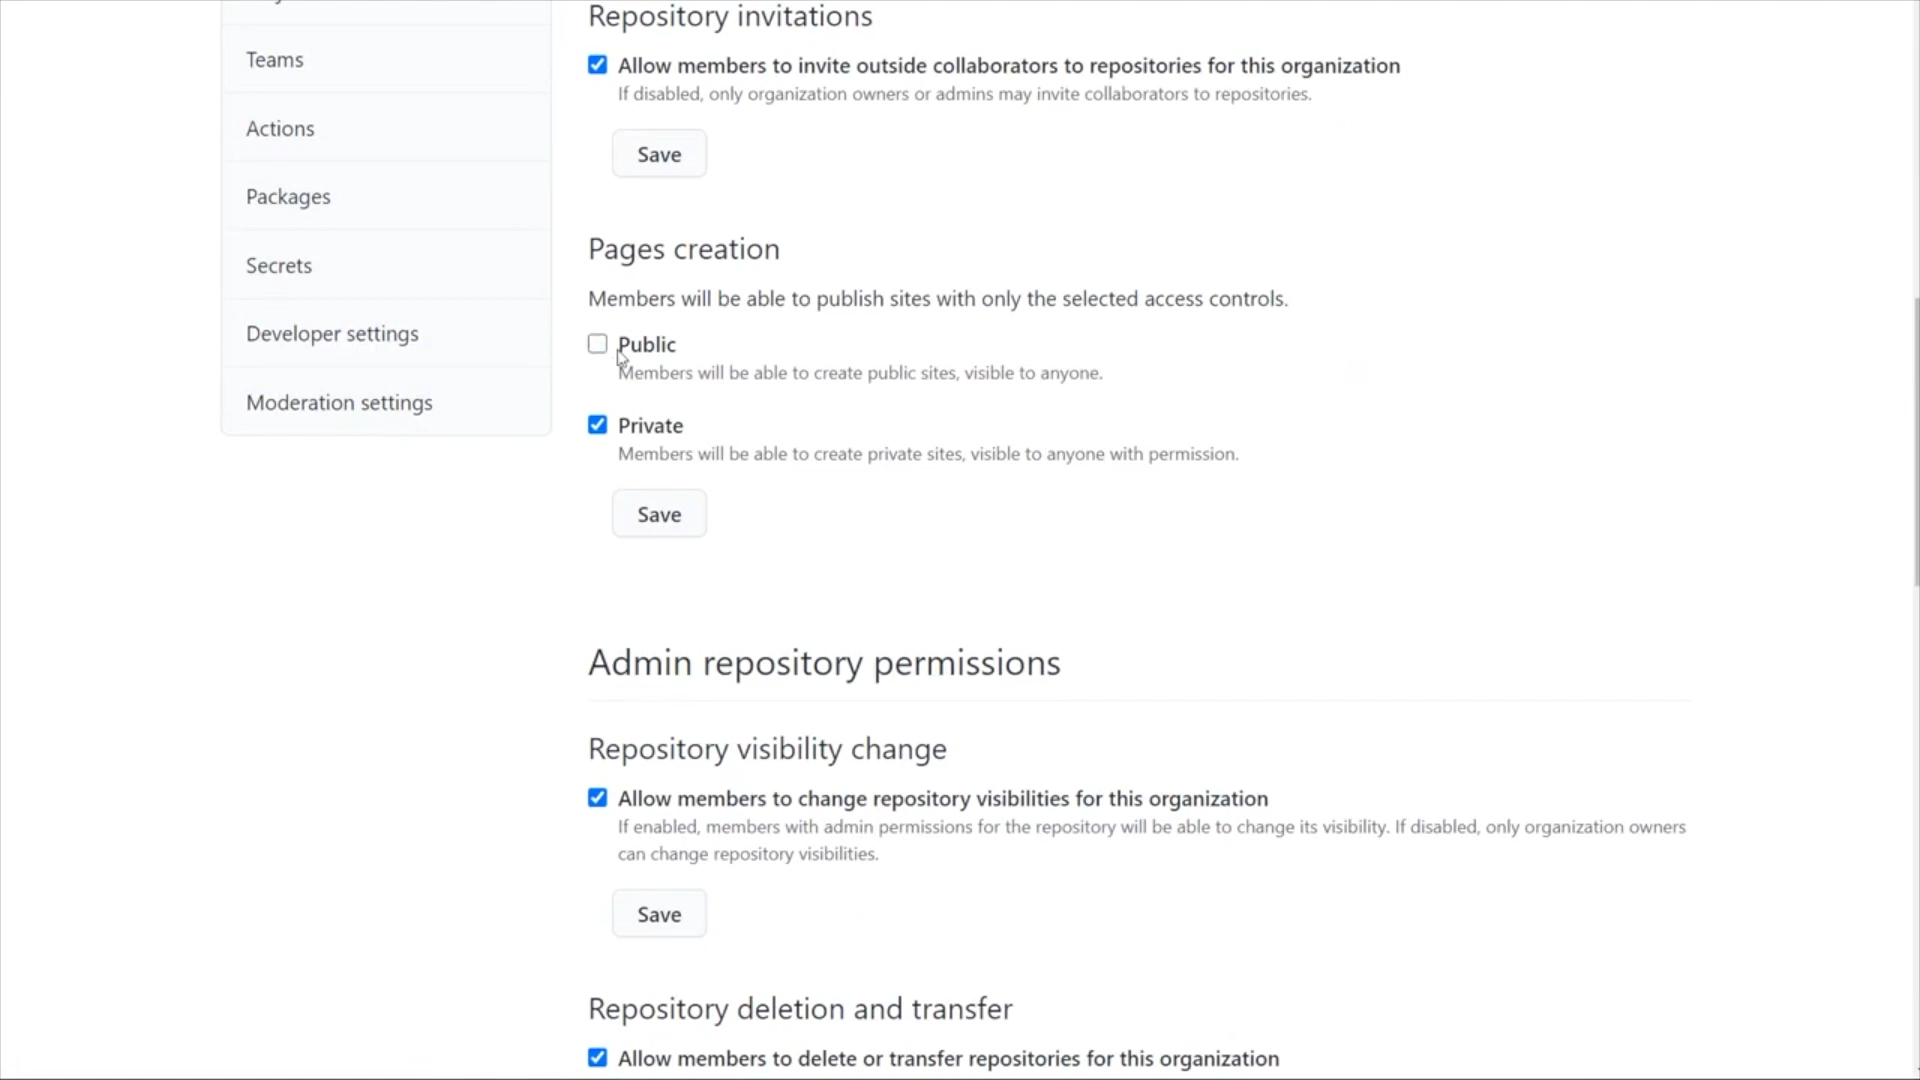 Repository invitations
Teams
Allow members to invite outside collaborators to repositories for this organization
If disabled, only organization owners or admins may invite collaborators to repositories.
Actions
Save
Packages
Pages creation
Secrets
Members will be able to publish sites with only the selected access controls.
Developer settings
Public
Members will be able to create public sites, visible to anyone.
Moderation settings
Private
Members will be able to create private sites, visible to anyone with permission.
Save
Admin repository permissions
Repository visibility change
Allow members to change repository visibilities for this organization
If enabled, members with admin permissions for the repository will be able to change its visibility. If disabled, only organization owners
can change repository visibilities.
Save
Repository deletion and transfer
Allow members to delete or transfer repositories for this organization